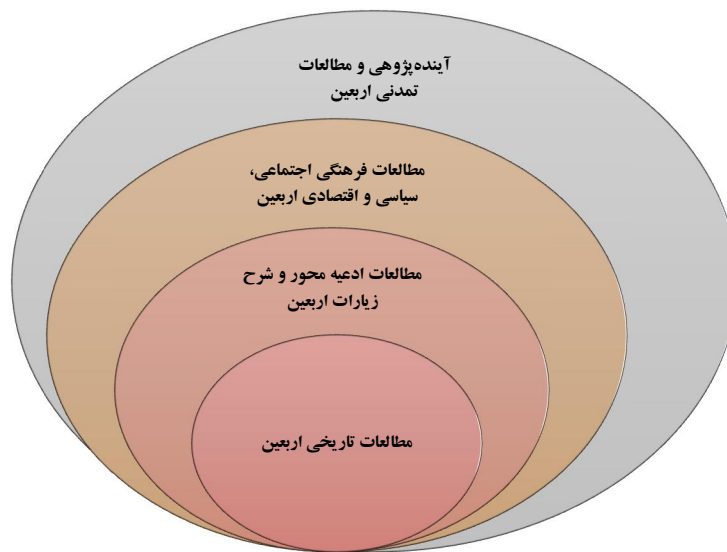 آینده‌پژوهی و مطالعات
تمدنی اربعین
مطالعات فرهنگی اجتماعی،
سیاسی و اقتصادی اربعین
مطالعات ادعیه محور و شرح
زیارات اربعین
مطالعات تاریخی اربعین